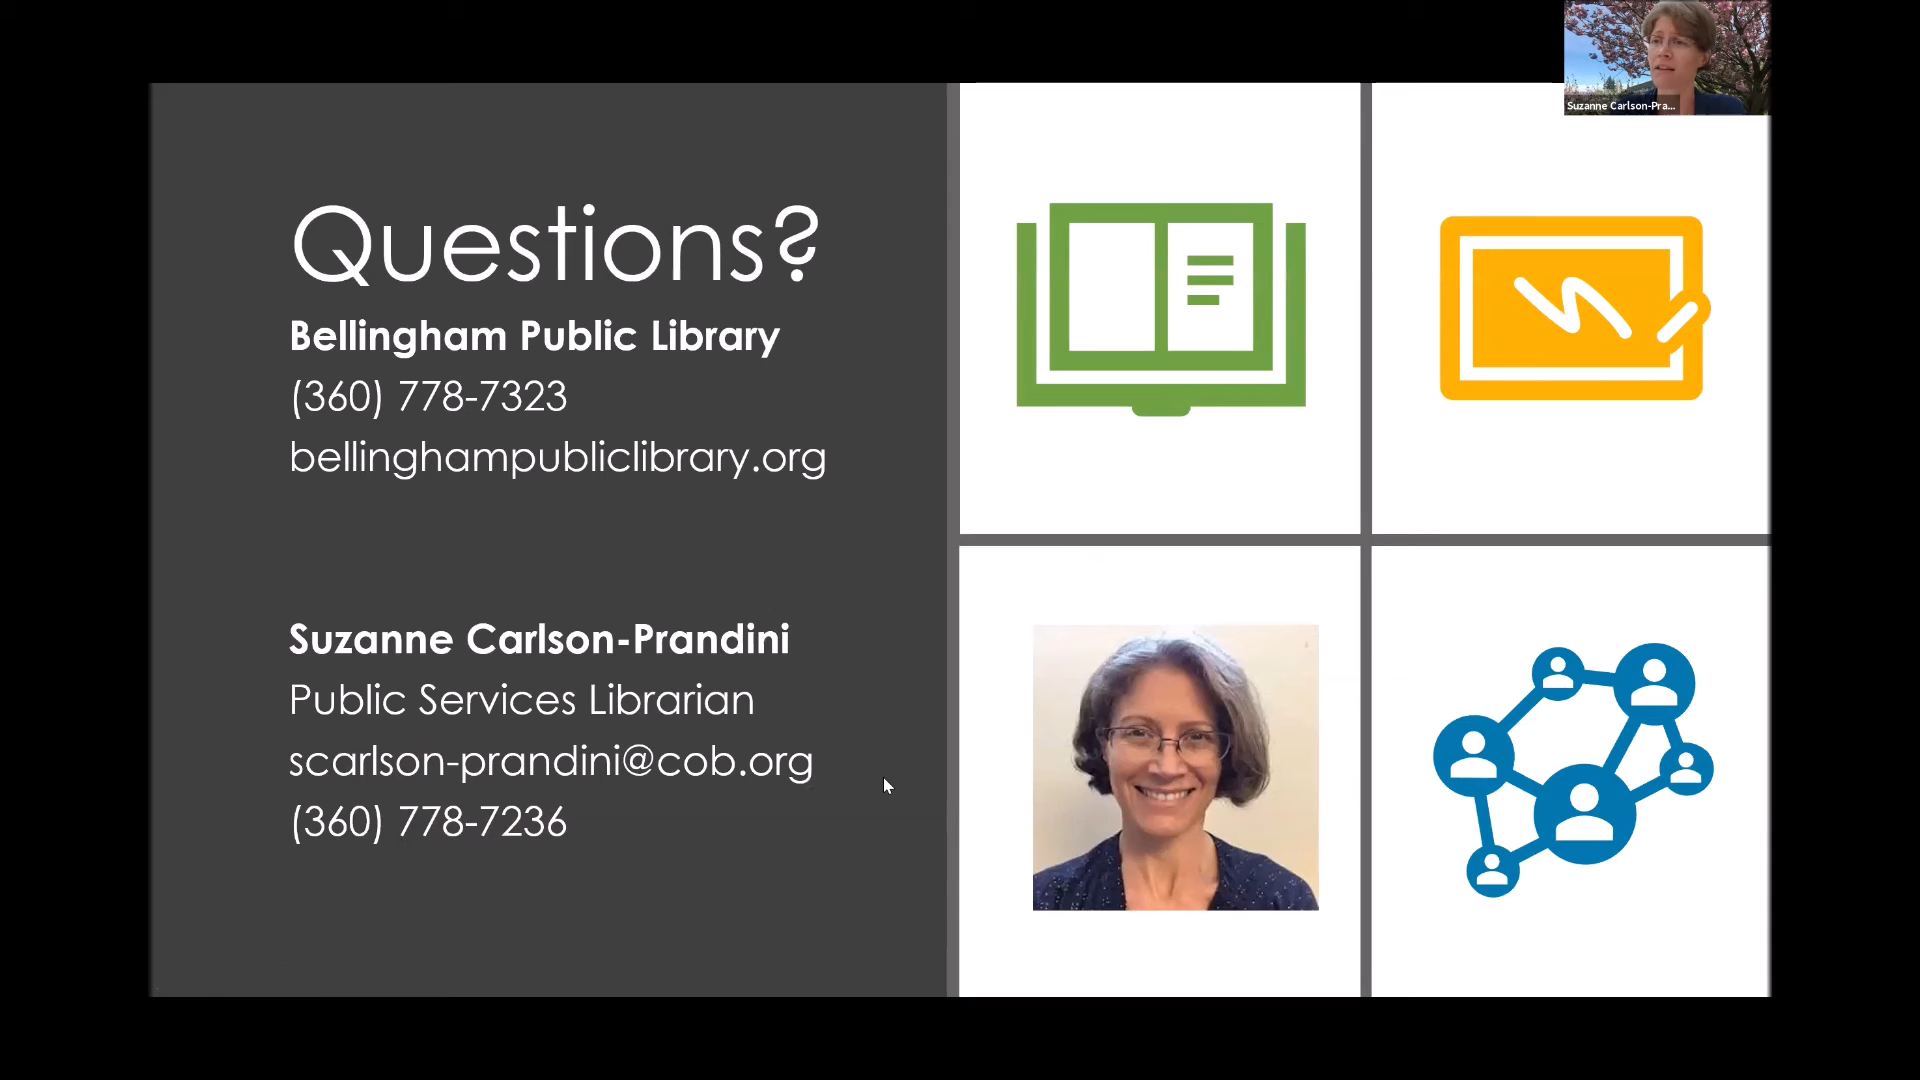 Suzanne Carlson-Pra...
Questions?
Bellingham Public Library
(360) 778-7323
bellinghampubliclibrary.org
Suzanne Carlson-Prandini
Public Services Librarian
scarlson-prandini@cob.org
(360) 778-7236